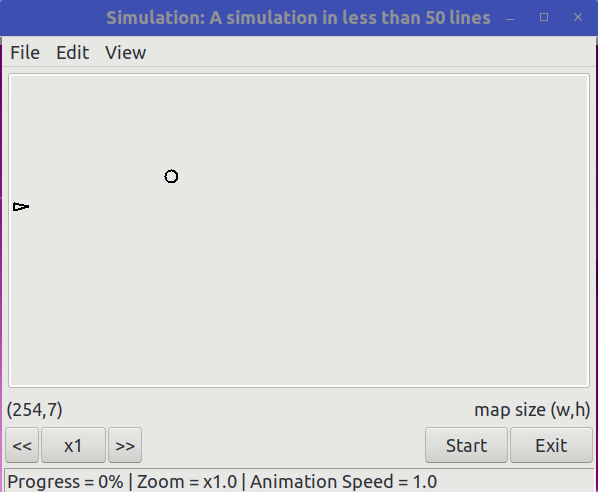 Simulation: A simulation in less than 50 lines
File Edit View
(254,7) map size (w,h)
<< x1 >> Start Exit
Progress = 0% | Zoom = x1.0 | Animation Speed = 1.0